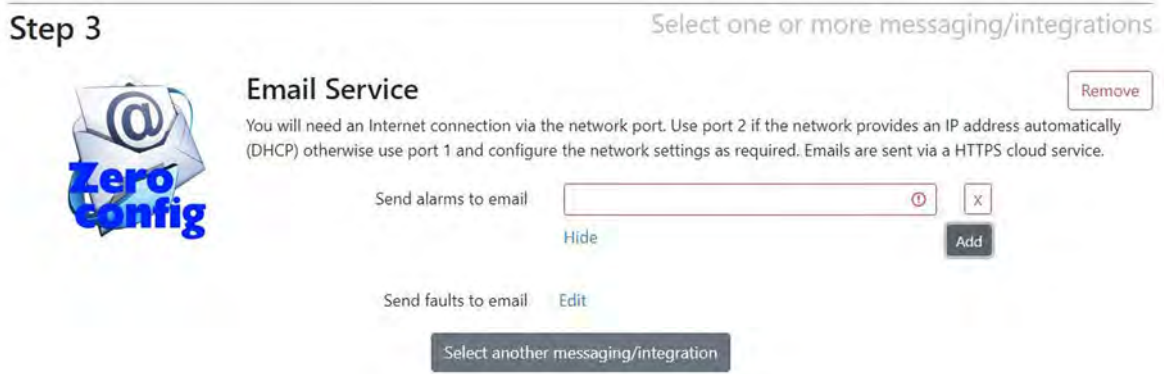 Step 3
Select one or more messaging/integrations
@
Zero
config
Email Service
Remove
You will need an Internet connection via the network port. Use port 2 if the network provides an IP address automatically
(DHCP) otherwise use port 1 and configure the network settings as required. Emails are sent via a HTTPS cloud service.
Send alarms to email
X
Hide
Add
Send faults to email
Edit
Select another messaging/integration